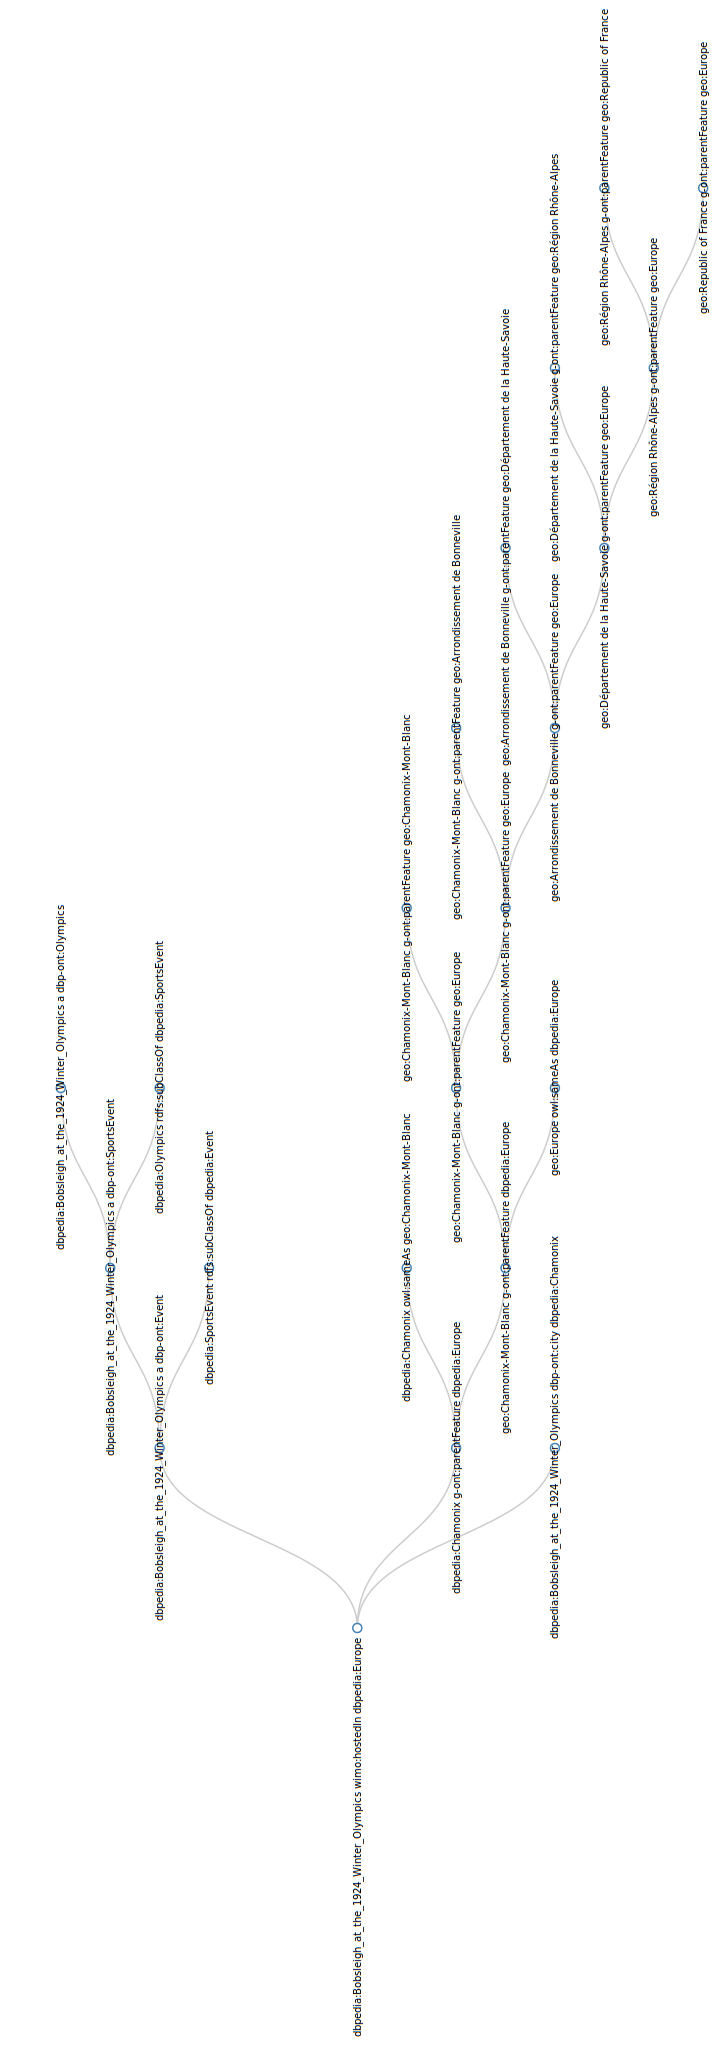 geo:Région Rhône-Alpes g-ont:parentFeature geo:Republic of France
geo:Republic of France g-ont:parentFeature geo:Europe
geo:Département de la Haute-Savoie g-ont:parentFeature geo:Région Rhône-Alpes
geo:Région Rhône-Alpes g-ont:parentFeature geo:Europe
geo:Arrondissement de Bonneville g-ont:parentFeature geo:Département de la Haute-Savoie
geo:Département de la Haute-Savoie g-ont:parentFeature geo:Europe
geo:Chamonix-Mont-Blanc g-ont:parentFeature geo:Arrondissement de Bonneville
geo:Arrondissement de Bonneville g-ont:parentFeature geo:Europe
geo:Chamonix-Mont-Blanc g-ont:parentFeature geo:Chamonix-Mont-Blanc
geo:Chamonix-Mont-Blanc g-ont:parentFeature geo:Europe
dbpedia:Bobsleigh_at_the_1924_Winter_Olympics a dbp-ont:Olympics
dbpedia:Olympics rdfs:subClassOf dbpedia:SportsEvent
geo:Chamonix-Mont-Blanc g-ont:parentFeature geo:Europe
geo:Europe owl:sameAs dbpedia:Europe
dbpedia:Bobsleigh_at_the_1924_Winter_Olympics a dbp-ont:SportsEvent
dbpedia:SportsEvent rdfs:subClassOf dbpedia:Event
dbpedia:Chamonix owl:sameAs geo:Chamonix-Mont-Blanc
geo:Chamonix-Mont-Blanc g-ont:parentFeature dbpedia:Europe
dbpedia:Bobsleigh_at_the_1924_Winter_Olympics a dbp-ont:Event
dbpedia:Chamonix g-ont:parentFeature dbpedia:Europe
dbpedia:Bobsleigh_at_the_1924_Winter_Olympics dbp-ont:city dbpedia:Chamonix
dbpedia:Bobsleigh_at_the_1924_Winter_Olympics wimo:hostedIn dbpedia:Europe